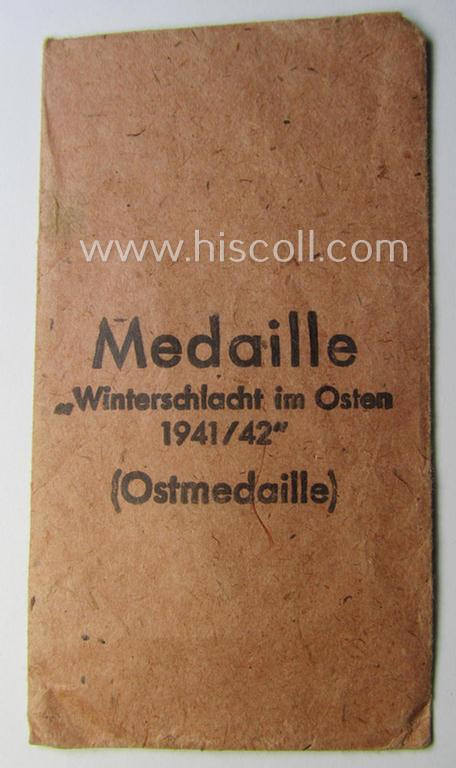 www.hiscoll.com
Medaille
„Winterschlacht im Osten
1941/42"
(Ostmedaille)